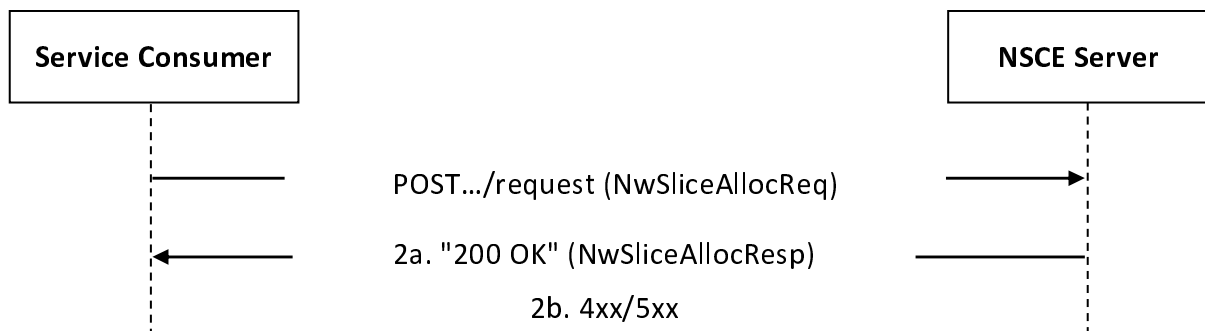 Service Consumer
NSCE Server
POST.../request (NwSliceAllocReq)
2a. "200 OK" (NwSliceAllocResp)
2b. 4xx/5xx